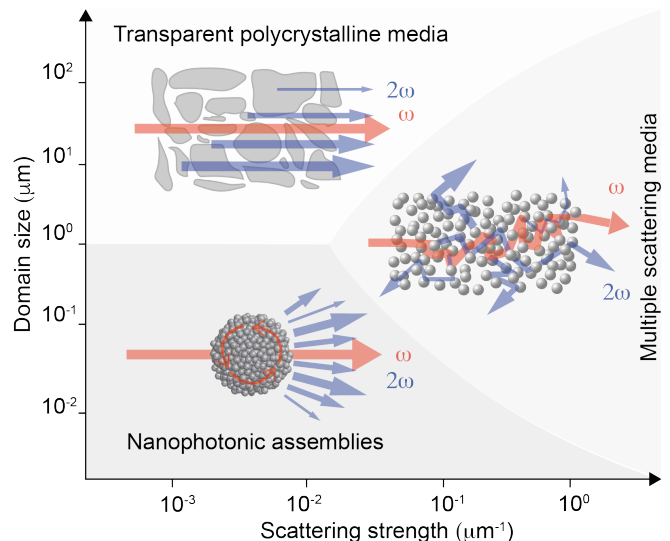 Transparent polycrystalline media
10²
2ω
ω
10¹
Domain size (μm)
10⁰
ω
2ω
Multiple scattering media
10⁻¹
ω
2ω
10⁻²
Nanophotonic assemblies
10⁻³
10⁻²
10⁻¹
10⁰
Scattering strength (μm⁻¹)